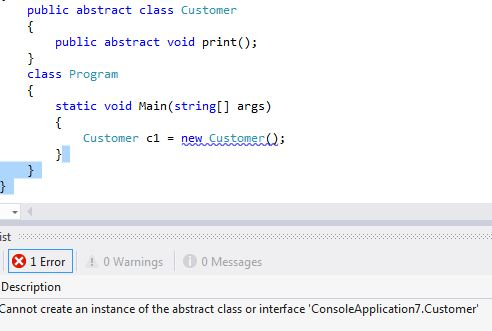 public abstract class Customer
{
public abstract void print();
}
class Program
{
static void Main(string[] args)
{
Customer c1 = new Customer();
}
}
}
ist
1 Error 0 Warnings 0 Messages
Description
Cannot create an instance of the abstract class or interface 'ConsoleApplication7.Customer'